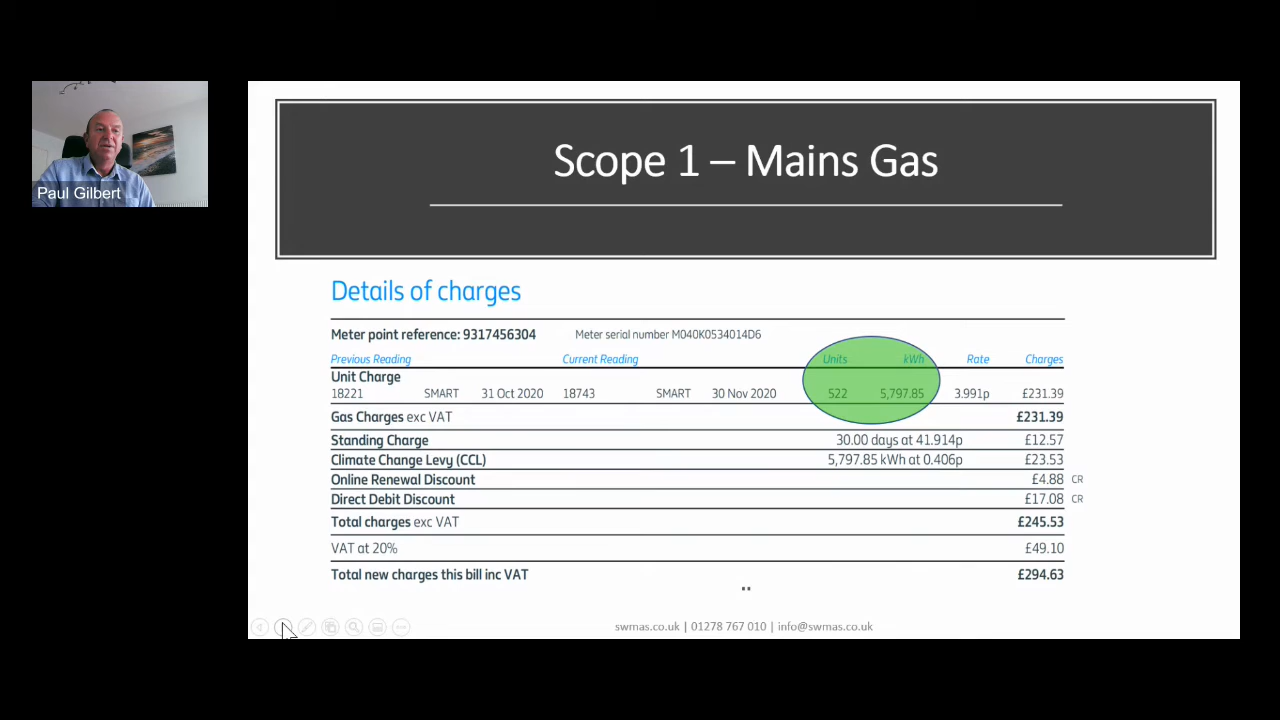 Paul Gilbert
Scope 1 – Mains Gas
Details of charges
Meter point reference: 9317456304 Meter serial number M040K0534014D6
Previous Reading Current Reading Units kWh Rate Charges
Unit Charge
18221 SMART 31 Oct 2020 18743 SMART 30 Nov 2020 522 5,797.85 3.991p £231.39
Gas Charges exc VAT £231.39
Standing Charge 30.00 days at 41.914p £12.57
Climate Change Levy (CCL) 5,797.85 kWh at 0.406p £23.53
Online Renewal Discount £4.88 CR
Direct Debit Discount £17.08 CR
Total charges exc VAT £245.53
VAT at 20% £49.10
Total new charges this bill inc VAT £294.63
swmas.co.uk | 01278 767 010 | info@swmas.co.uk